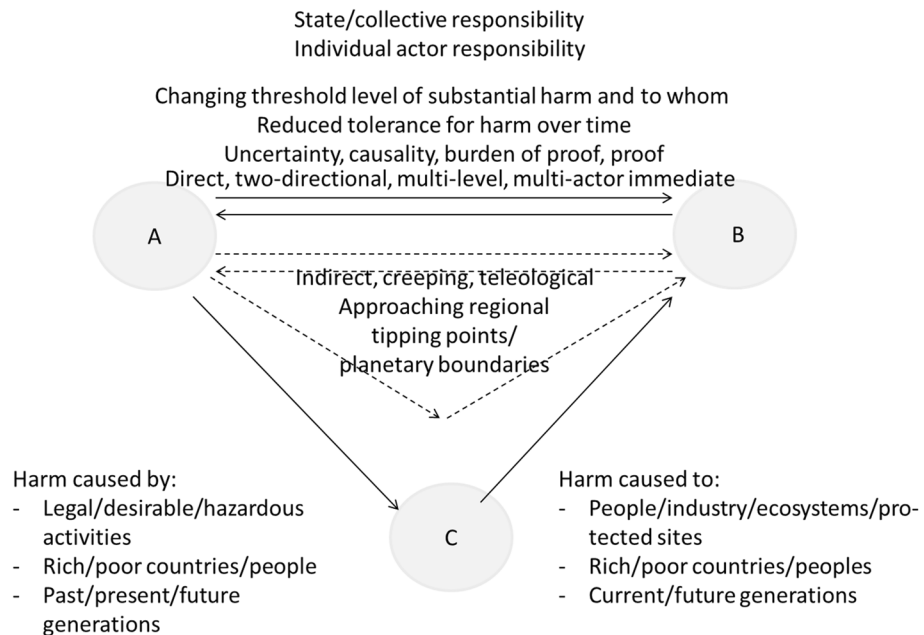 State/collective responsibility
Individual actor responsibility
Changing threshold level of substantial harm and to whom
Reduced tolerance for harm over time
Uncertainty, causality, burden of proof, proof
Direct, two-directional, multi-level, multi-actor immediate
A
B
Indirect, creeping, teleological
Approaching regional
tipping points/
planetary boundaries
Harm caused by:
- Legal/desirable/hazardous
activities
- Rich/poor countries/people
- Past/present/future
generations
C
Harm caused to:
- People/industry/ecosystems/pro-
tected sites
- Rich/poor countries/peoples
- Current/future generations